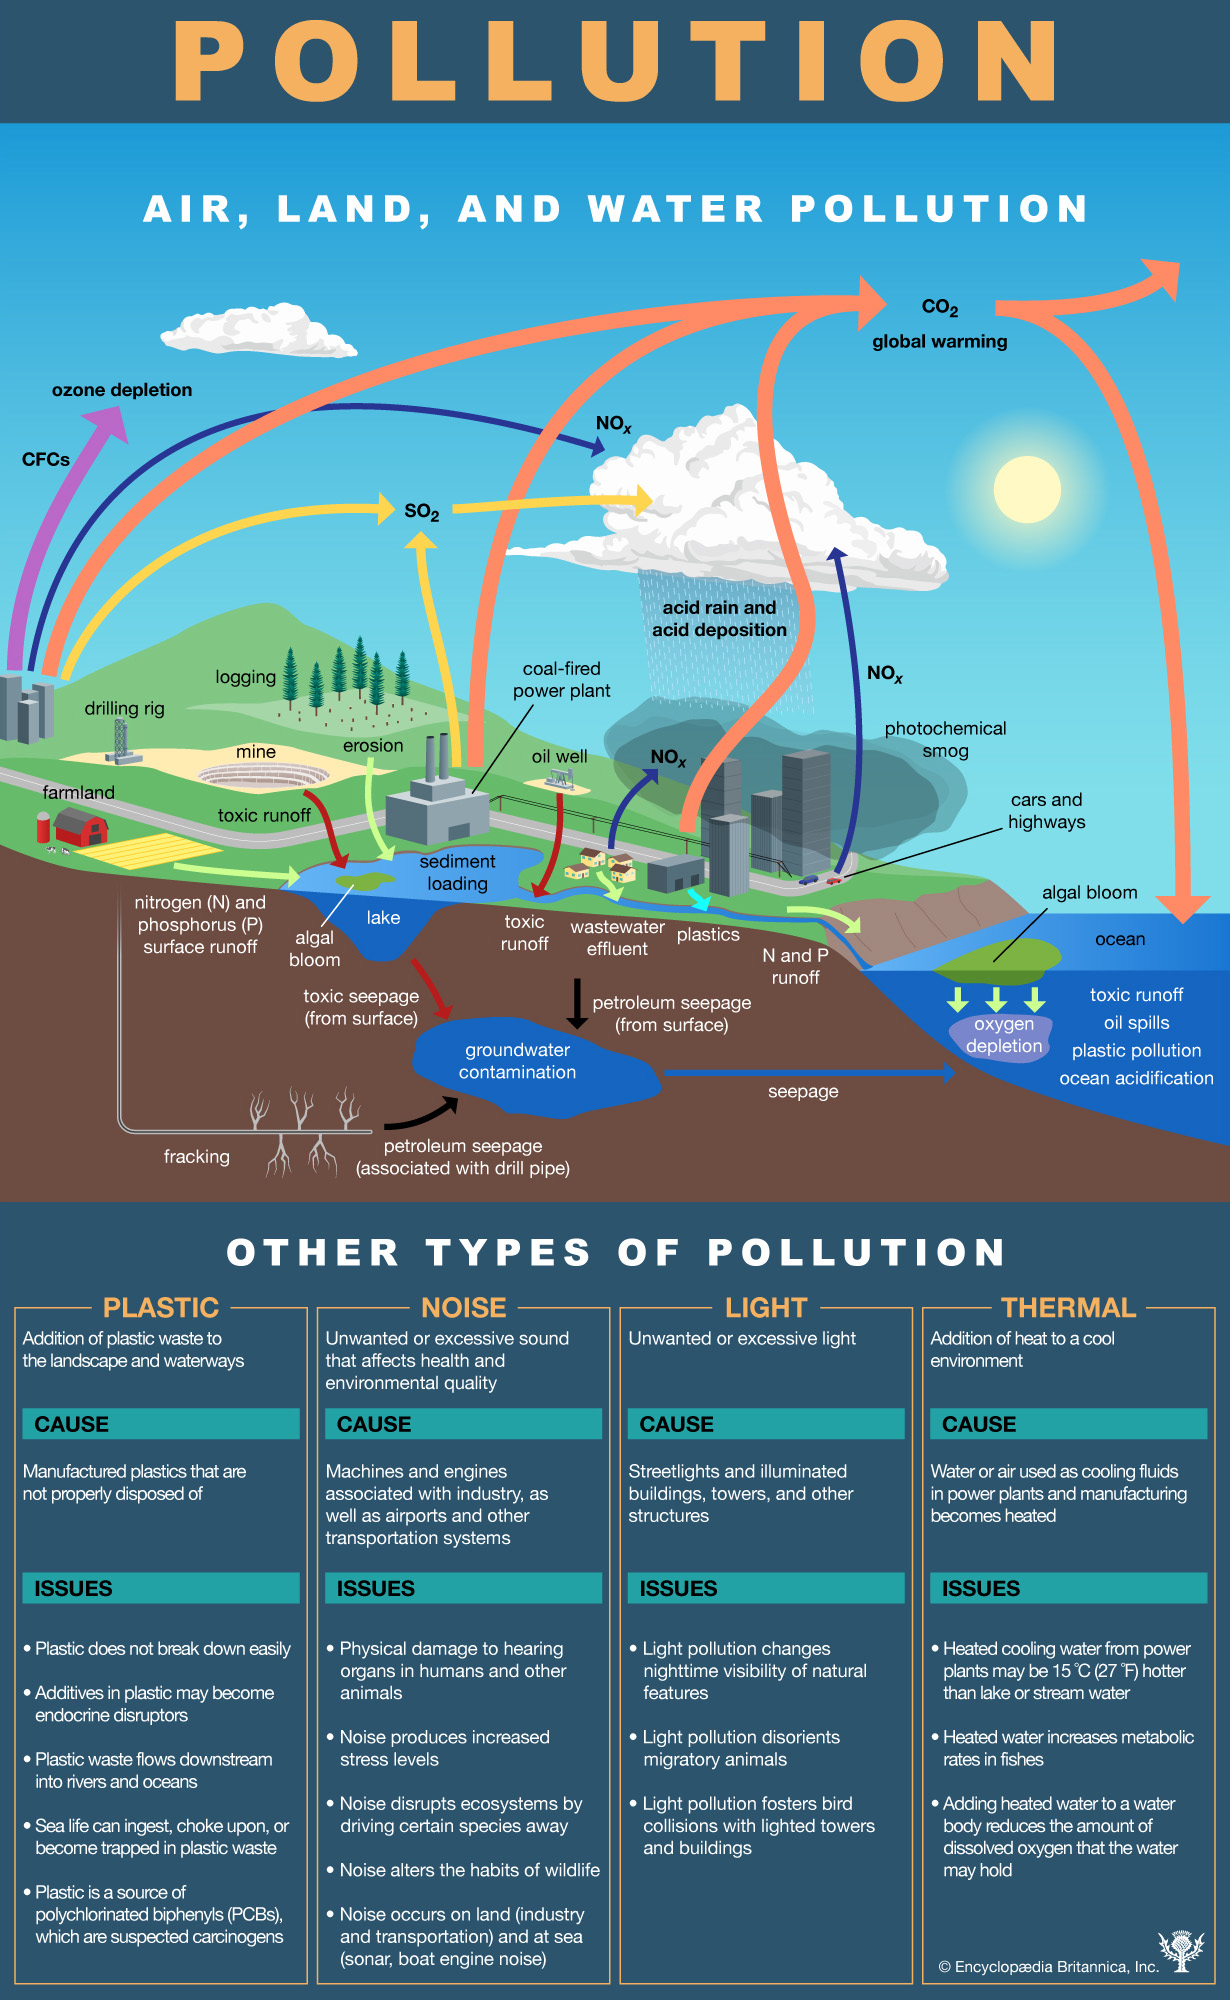 POLLUTION
AIR, LAND, AND WATER POLLUTION
CO2
global warming
ozone depletion
CFCs
NOx
SO2
acid rain and
acid deposition
NOx
photochemical
smog
logging
coal-fired
power plant
drilling rig
mine
erosion
oil well
NOx
farmland
toxic runoff
cars and
highways
sediment
loading
nitrogen (N) and
phosphorus (P)
surface runoff
algal
bloom
lake
toxic
runoff
wastewater
effluent
plastics
N and P
runoff
algal bloom
ocean
toxic seepage
(from surface)
petroleum seepage
(from surface)
oxygen
depletion
toxic runoff
oil spills
plastic pollution
ocean acidification
groundwater
contamination
seepage
fracking
petroleum seepage
(associated with drill pipe)
OTHER TYPES OF POLLUTION
PLASTIC
Addition of plastic waste to
the landscape and waterways
CAUSE
Manufactured plastics that are
not properly disposed of
ISSUES
• Plastic does not break down easily
• Additives in plastic may become
endocrine disruptors
• Plastic waste flows downstream
into rivers and oceans
• Sea life can ingest, choke upon, or
become trapped in plastic waste
• Plastic is a source of
polychlorinated biphenyls (PCBs),
which are suspected carcinogens
NOISE
Unwanted or excessive sound
that affects health and
environmental quality
CAUSE
Machines and engines
associated with industry, as
well as airports and other
transportation systems
ISSUES
• Physical damage to hearing
organs in humans and other
animals
• Noise produces increased
stress levels
• Noise disrupts ecosystems by
driving certain species away
• Noise alters the habits of wildlife
• Noise occurs on land (industry
and transportation) and at sea
(sonar, boat engine noise)
LIGHT
Unwanted or excessive light
CAUSE
Streetlights and illuminated
buildings, towers, and other
structures
ISSUES
• Light pollution changes
nighttime visibility of natural
features
• Light pollution disorients
migratory animals
• Light pollution fosters bird
collisions with lighted towers
and buildings
THERMAL
Addition of heat to a cool
environment
CAUSE
Water or air used as cooling fluids
in power plants and manufacturing
becomes heated
ISSUES
• Heated cooling water from power
plants may be 15 °C (27 °F) hotter
than lake or stream water
• Heated water increases metabolic
rates in fishes
• Adding heated water to a water
body reduces the amount of
dissolved oxygen that the water
may hold
© Encyclopædia Britannica, Inc.